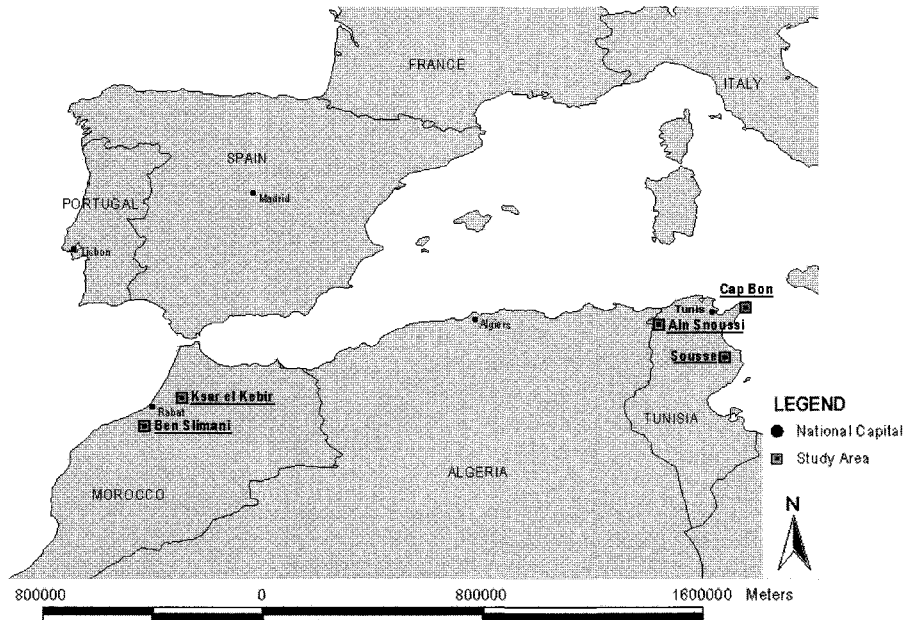 FRANCE
ITALY
SPAIN
Madrid
PORTUGAL
Lisbon
Cap Bon
Tunis
Algiers
Ain Snoussi
Sousse
Ksar el Kebir
Rabat
Ben Slimani
TUNISIA
LEGEND
National Capital
Study Area
ALGERIA
MOROCCO
N
800000 0 800000 1600000 Meters